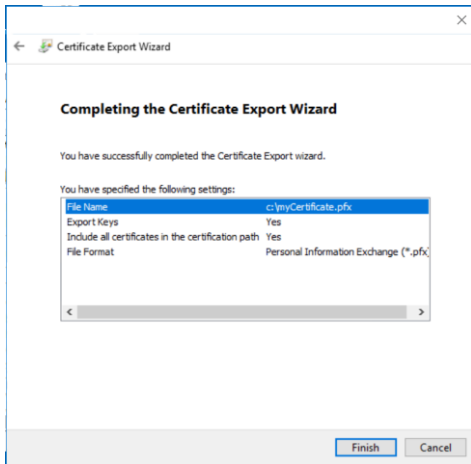 Certificate Export Wizard
Completing the Certificate Export Wizard
You have successfully completed the Certificate Export wizard.
You have specified the following settings:
File Name c:\myCertificate.pfx
Export Keys Yes
Include all certificates in the certification path Yes
File Format Personal Information Exchange (*.pfx)
Finish Cancel